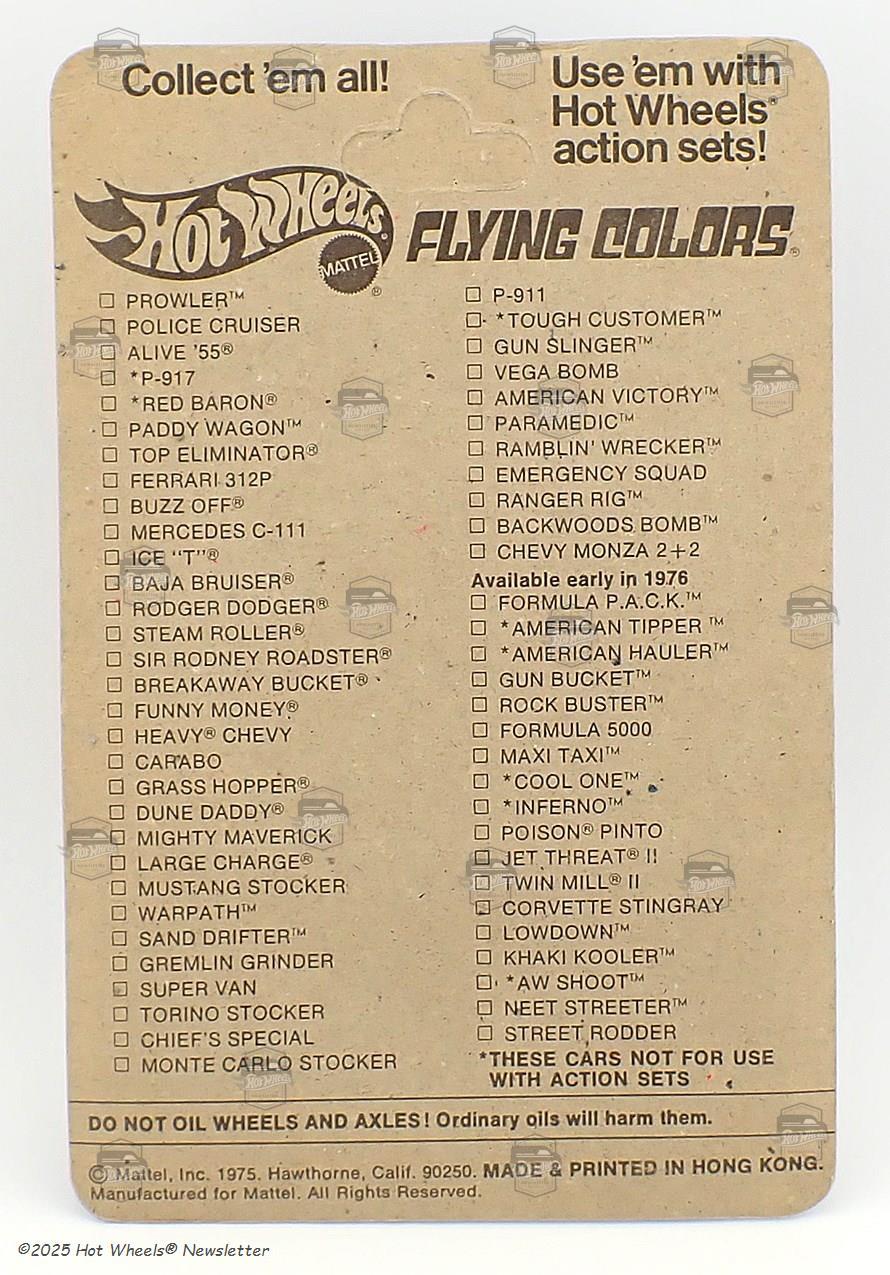 Collect 'em all!
Use 'em with
Hot Wheels®
action sets!
Hot Wheels®
MATTEL®
FLYING COLORS®
☐ PROWLER™
☐ POLICE CRUISER
☐ ALIVE '55®
☐ *P-917
☐ *RED BARON®
☐ PADDY WAGON™
☐ TOP ELIMINATOR®
☐ FERRARI 312P
☐ BUZZ OFF®
☐ MERCEDES C-111
☐ ICE "T"®
☐ BAJA BRUISER®
☐ RODGER DODGER®
☐ STEAM ROLLER®
☐ SIR RODNEY ROADSTER®
☐ BREAKAWAY BUCKET®
☐ FUNNY MONEY®
☐ HEAVY® CHEVY
☐ CARABO
☐ GRASS HOPPER®
☐ DUNE DADDY®
☐ MIGHTY MAVERICK
☐ LARGE CHARGE®
☐ MUSTANG STOCKER
☐ WARPATH™
☐ SAND DRIFTER™
☐ GREMLIN GRINDER
☐ SUPER VAN
☐ TORINO STOCKER
☐ CHIEF'S SPECIAL
☐ MONTE CARLO STOCKER
☐ P-911
☐ *TOUGH CUSTOMER™
☐ GUN SLINGER™
☐ VEGA BOMB
☐ AMERICAN VICTORY™
☐ PARAMEDIC™
☐ RAMBLIN' WRECKER™
☐ EMERGENCY SQUAD
☐ RANGER RIG™
☐ BACKWOODS BOMB™
☐ CHEVY MONZA 2+2
Available early in 1976
☐ FORMULA P.A.C.K.™
☐ *AMERICAN TIPPER™
☐ *AMERICAN HAULER™
☐ GUN BUCKET™
☐ ROCK BUSTER™
☐ FORMULA 5000
☐ MAXI TAXI™
☐ *COOL ONE™
☐ *INFERNO™
☐ POISON® PINTO
☐ JET THREAT® II
☐ TWIN MILL® II
☐ CORVETTE STINGRAY
☐ LOWDOWN™
☐ KHAKI KOOLER™
☐ *AW SHOOT™
☐ NEET STREETER™
☐ STREET RODDER
*THESE CARS NOT FOR USE
WITH ACTION SETS
DO NOT OIL WHEELS AND AXLES! Ordinary oils will harm them.
© Mattel, Inc. 1975. Hawthorne, Calif. 90250. MADE & PRINTED IN HONG KONG.
Manufactured for Mattel. All Rights Reserved.
©2025 Hot Wheels® Newsletter